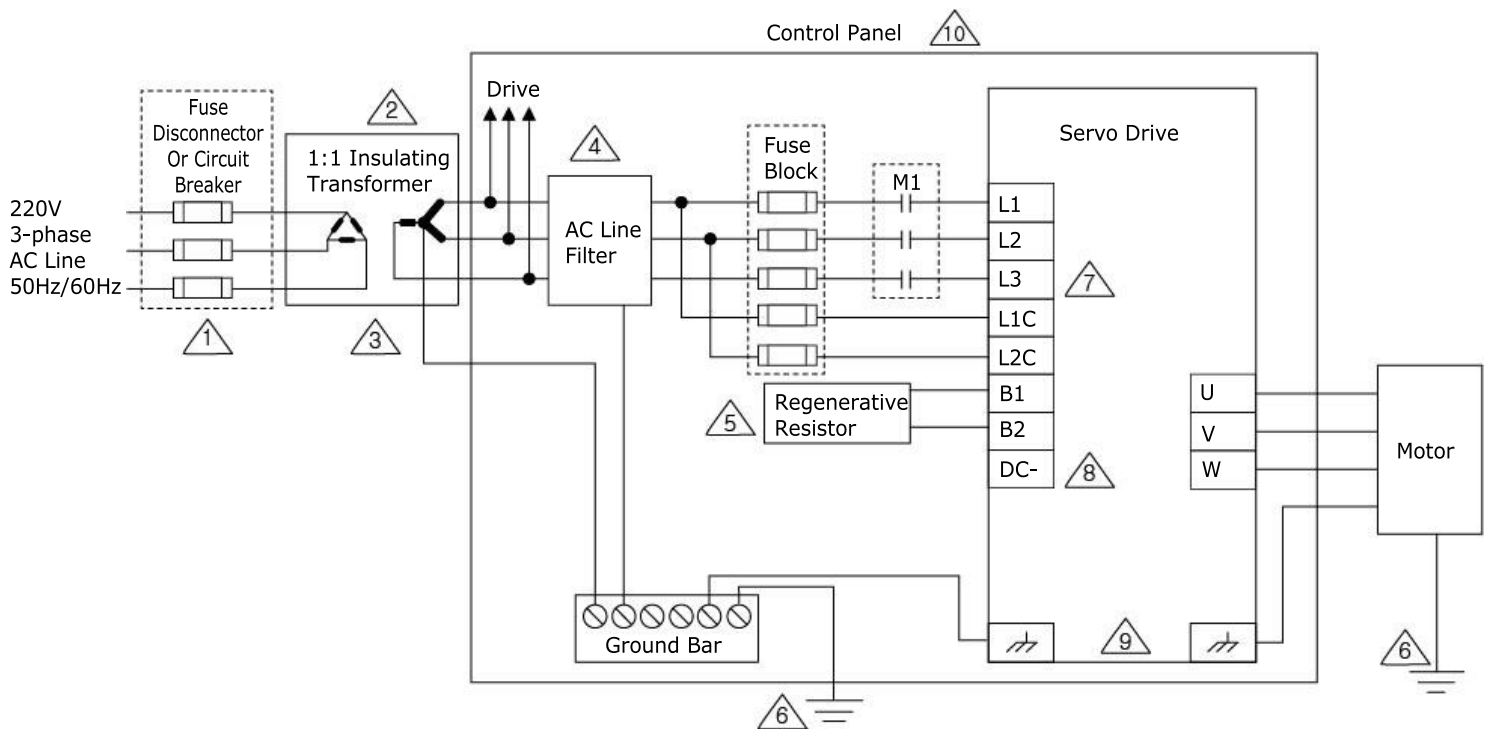 Control Panel
10
Drive
Fuse
Disconnector
Or Circuit
Breaker
2
1:1 Insulating
Transformer
4
AC Line
Filter
Fuse
Block
M1
Servo Drive
220V
3-phase
AC Line
50Hz/60Hz
1
3
L1
L2
L3
L1C
L2C
B1
B2
DC-
7
8
5
Regenerative
Resistor
U
V
W
Motor
Ground Bar
9
6
6